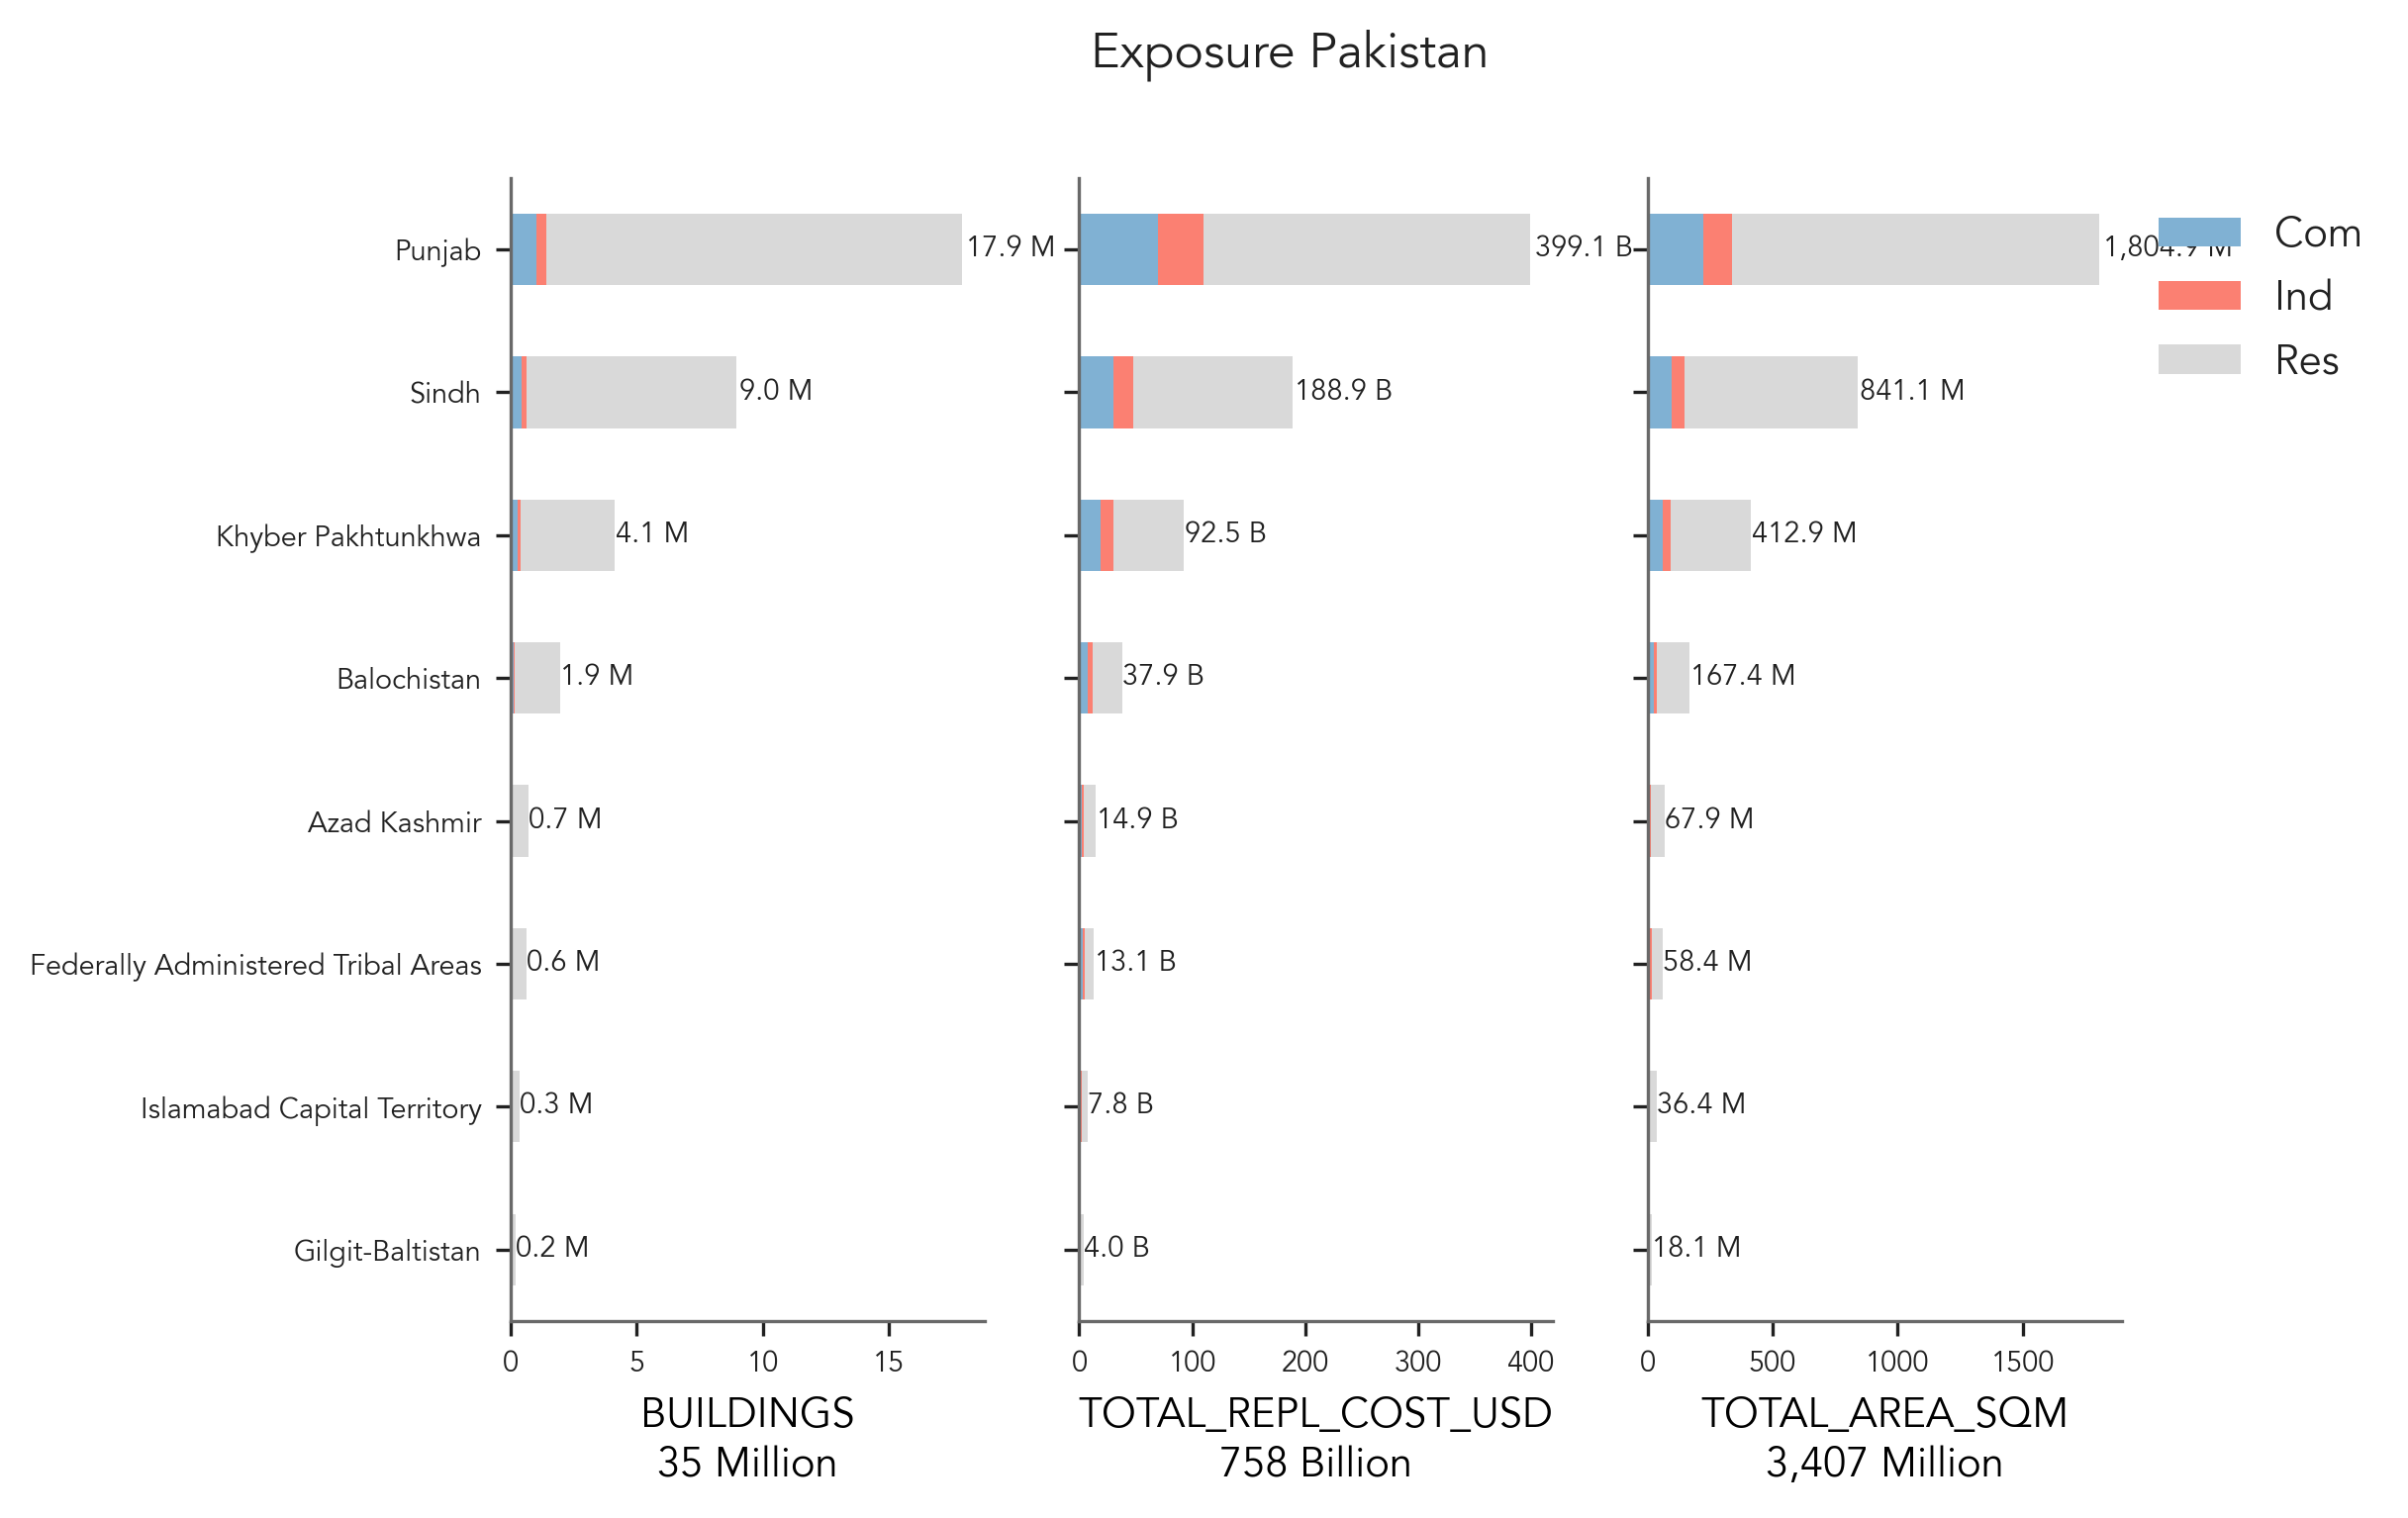 Exposure Pakistan
Punjab
17.9 M
399.1 B
1,804.9 M
Com
Ind
Res
Sindh
9.0 M
188.9 B
841.1 M
Khyber Pakhtunkhwa
4.1 M
92.5 B
412.9 M
Balochistan
1.9 M
37.9 B
167.4 M
Azad Kashmir
0.7 M
14.9 B
67.9 M
Federally Administered Tribal Areas
0.6 M
13.1 B
58.4 M
Islamabad Capital Territory
0.3 M
7.8 B
36.4 M
Gilgit-Baltistan
0.2 M
4.0 B
18.1 M
0 5 10 15
0 100 200 300 400
0 500 1000 1500
BUILDINGS
35 Million
TOTAL_REPL_COST_USD
758 Billion
TOTAL_AREA_SQM
3,407 Million